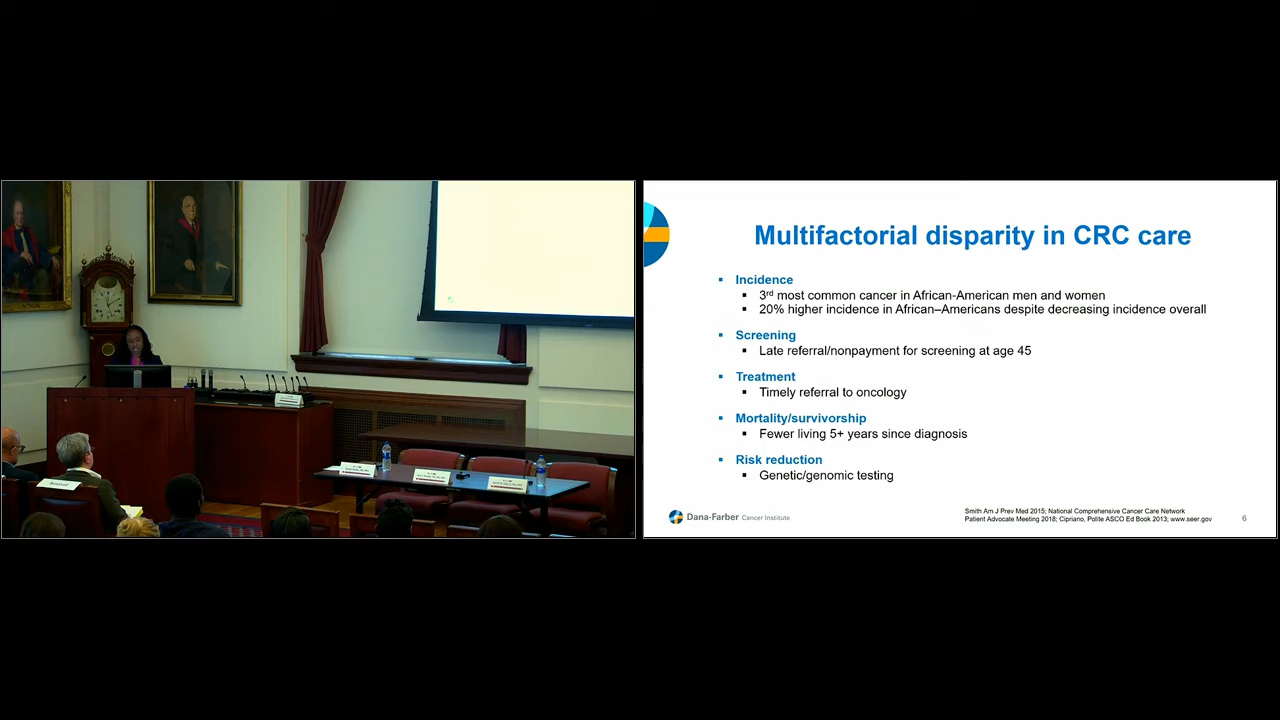 Reserved
Multifactorial disparity in CRC care
▪ Incidence
▪ 3rd most common cancer in African-American men and women
▪ 20% higher incidence in African–Americans despite decreasing incidence overall
▪ Screening
▪ Late referral/nonpayment for screening at age 45
▪ Treatment
▪ Timely referral to oncology
▪ Mortality/survivorship
▪ Fewer living 5+ years since diagnosis
▪ Risk reduction
▪ Genetic/genomic testing
Dana-Farber Cancer Institute
Smith Am J Prev Med 2015; National Comprehensive Cancer Care Network
Patient Advocate Meeting 2018; Cipriano, Polite ASCO Ed Book 2013; www.seer.gov
6